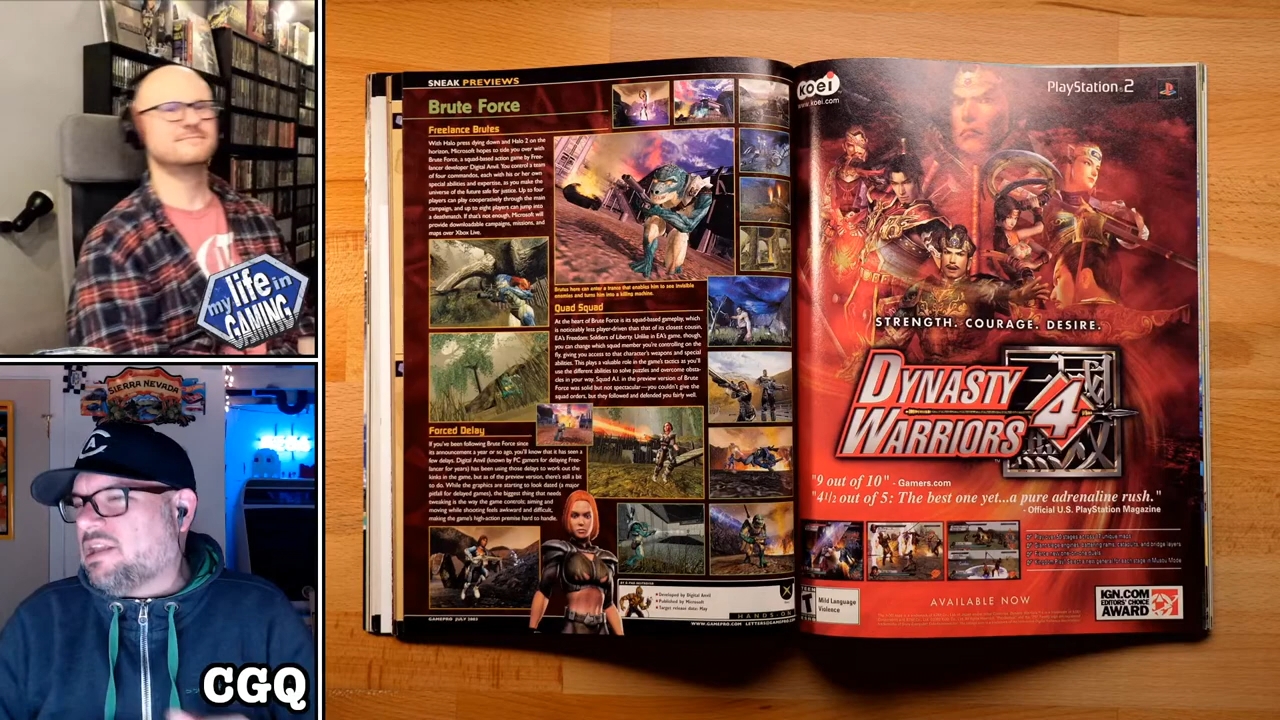 my
life in
GAMING
SIERRA NEVADA
CGQ
SNEAK PREVIEWS
Brute Force
Freelance Brutes
With Halo press dying down and Halo 2 on the
horizon, Microsoft hopes to tide you over with
Brute Force, a squad-based action game by Free-
lancer developer Digital Anvil. You control a team
of four commandos, each with his or her own
special abilities and expertise, as you make the
universe of the future safe for justice. Up to four
players can play cooperatively through the main
campaign, and up to eight players can jump into
a deathmatch. If that's not enough, Microsoft will
provide downloadable campaigns, missions, and
maps over Xbox Live.
Brutus here can enter a trance that enables him to see invisible
enemies and turns him into a killing machine.
Quad Squad
At the heart of Brute Force is its squad-based gameplay, which
is noticeably less player-driven than that of its closest cousin,
EA's Freedom: Soldiers of Liberty. Unlike in EA's game, though,
you can change which squad member you're controlling on the
fly, giving you access to that character's weapons and special
abilities. This plays a valuable role in the game's tactics as you'll
use the different abilities to solve puzzles and overcome obsta-
cles in your way. Squad A.I. in the preview version of Brute
Force was solid but not spectacular—you couldn't give the
squad orders, but they followed and defended you fairly well.
Forced Delay
If you've been following Brute Force since
its announcement a year or so ago, you'll know that it has seen a
few delays. Digital Anvil (known by PC gamers for delaying Free-
lancer for years) has been using those delays to work out the
kinks in the game, but as of the preview version, there's still a bit
to do. While the graphics are starting to look dated (a major
pitfall for delayed games), the biggest thing that needs
tweaking is the way the game controls; aiming and
moving while shooting feels awkward and difficult,
making the game's high-action premise hard to handle.
Developed by Digital Anvil
Published by Microsoft
Target release date: May
HANDS-ON
GAMEPRO JULY 2003
WWW.GAMEPRO.COM
KOEI
www.koei.com
PlayStation 2
STRENGTH. COURAGE. DESIRE.
DYNASTY
WARRIORS
4
"9 out of 10" - Gamers.com
"4 1/2 out of 5: The best one yet...a pure adrenaline rush."
- Official U.S. PlayStation Magazine
AVAILABLE NOW
TEEN
T
Mild Language
Violence
IGN.COM
EDITORS' CHOICE
AWARD